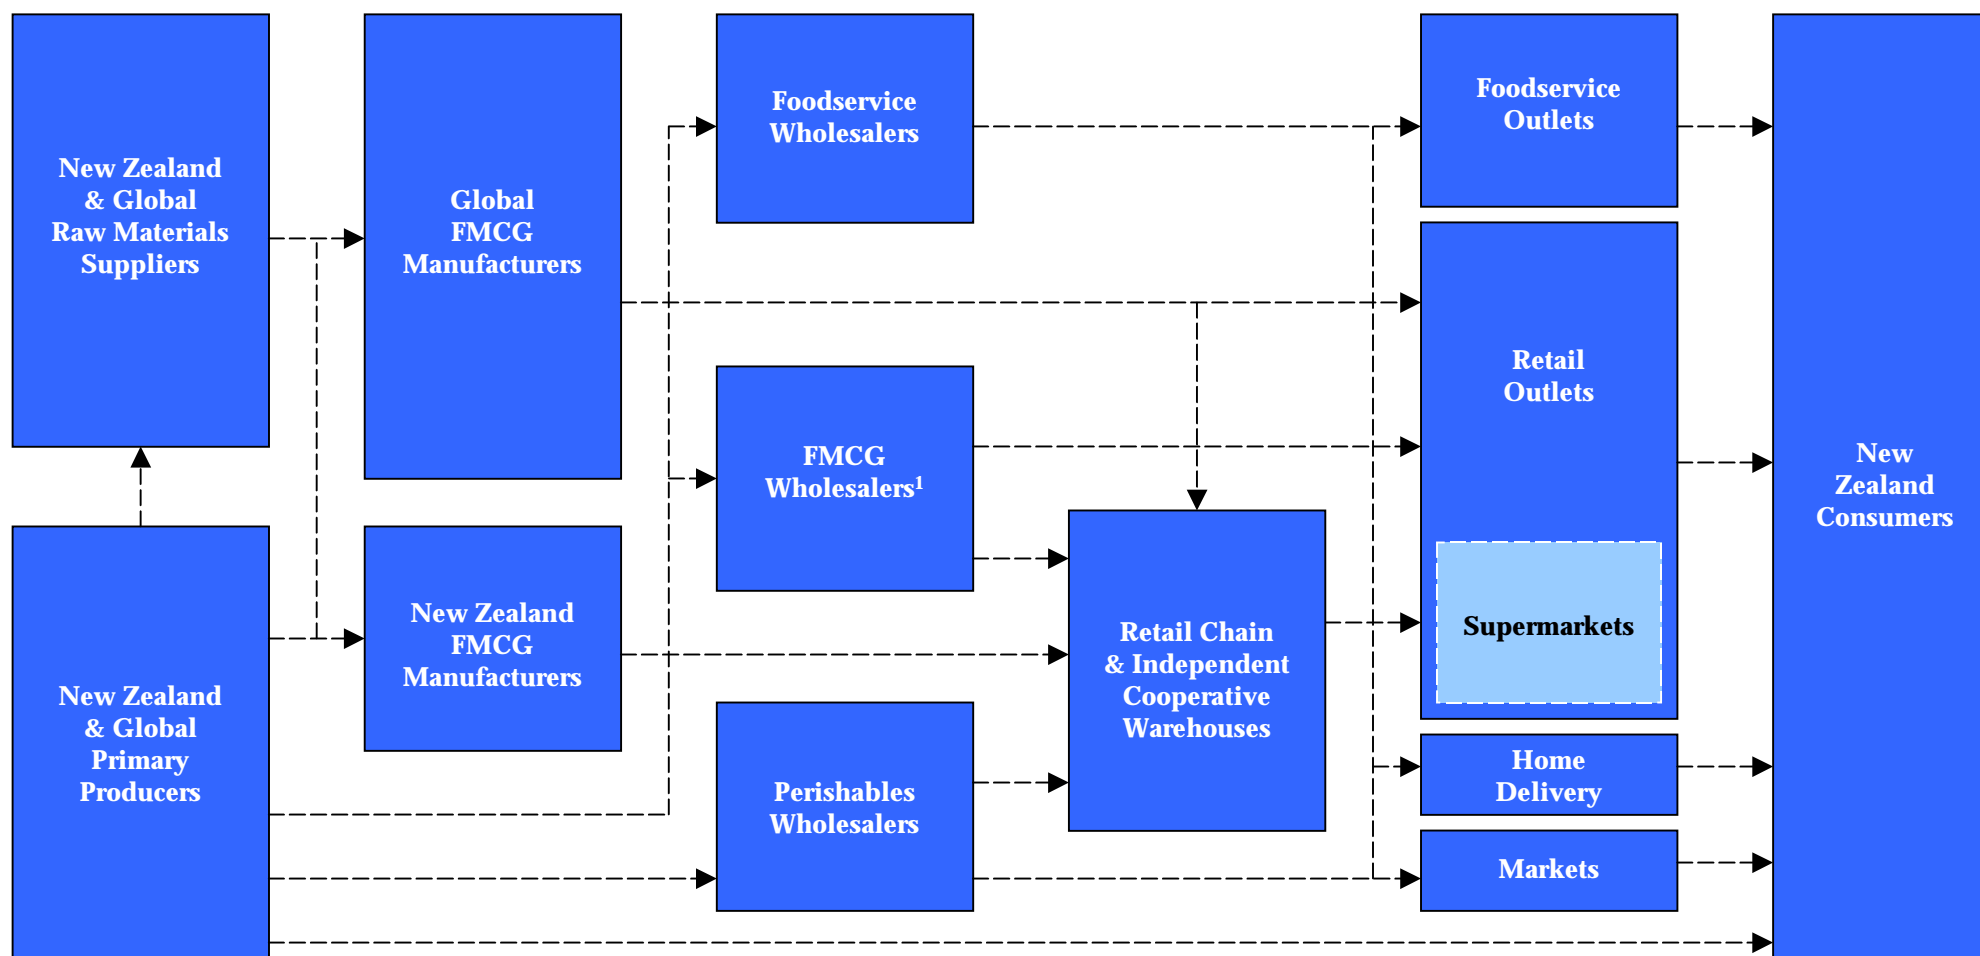 New Zealand
& Global
Raw Materials
Suppliers
New Zealand
& Global
Primary
Producers
Global
FMCG
Manufacturers
New Zealand
FMCG
Manufacturers
Foodservice
Wholesalers
FMCG
Wholesalers¹
Perishables
Wholesalers
Retail Chain
& Independent
Cooperative
Warehouses
Foodservice
Outlets
Retail
Outlets
Supermarkets
Home
Delivery
Markets
New
Zealand
Consumers